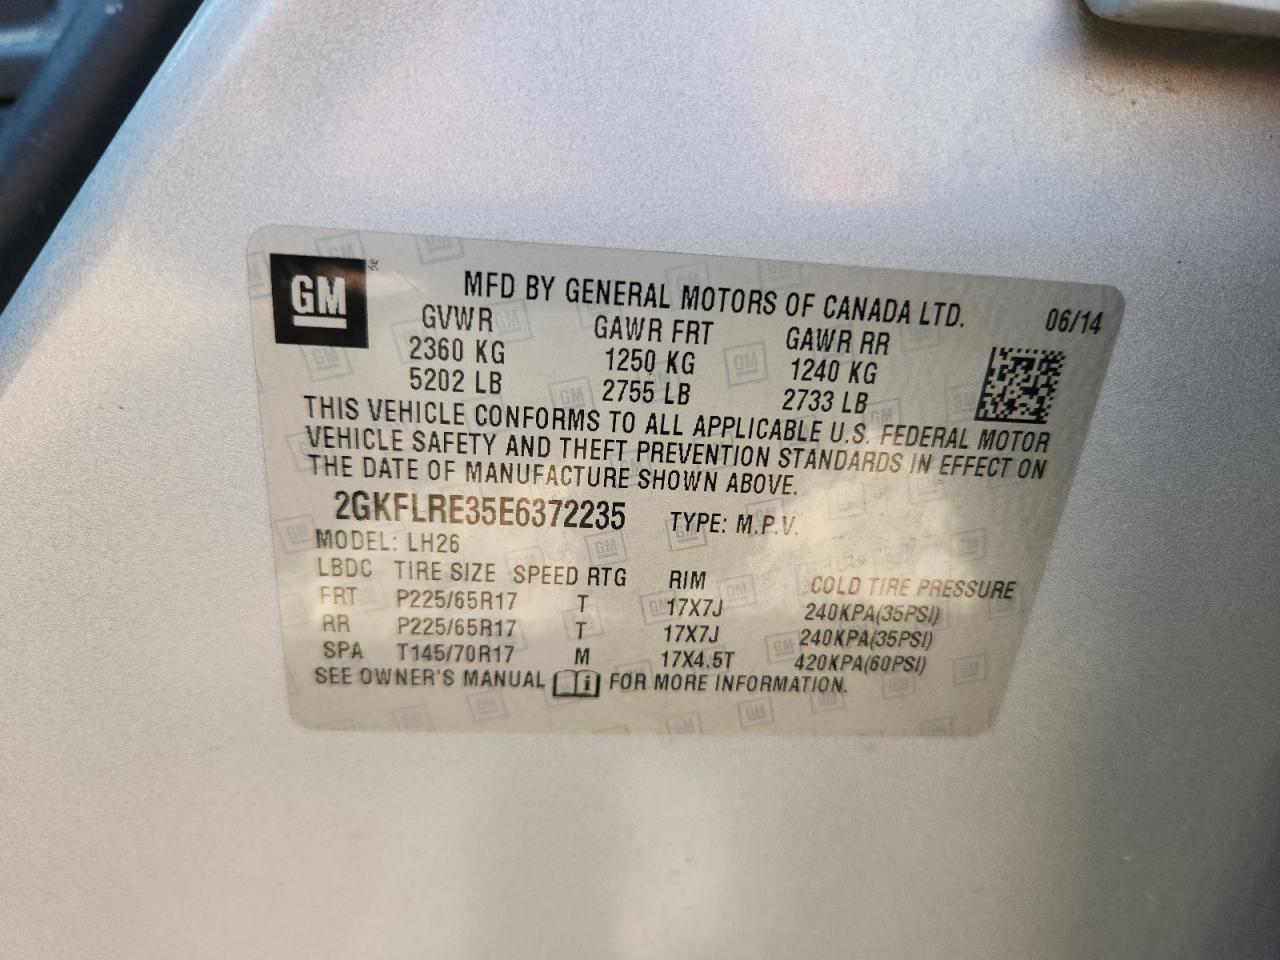 GM
MFD BY GENERAL MOTORS OF CANADA LTD. 06/14
GVWR GAWR FRT GAWR RR
2360 KG 1250 KG 1240 KG
5202 LB 2755 LB 2733 LB
THIS VEHICLE CONFORMS TO ALL APPLICABLE U.S. FEDERAL MOTOR
VEHICLE SAFETY AND THEFT PREVENTION STANDARDS IN EFFECT ON
THE DATE OF MANUFACTURE SHOWN ABOVE.
2GKFLRE35E6372235 TYPE: M.P.V.
MODEL: LH26
LBDC TIRE SIZE SPEED RTG RIM COLD TIRE PRESSURE
FRT P225/65R17 T 17X7J 240KPA(35PSI)
RR P225/65R17 T 17X7J 240KPA(35PSI)
SPA T145/70R17 M 17X4.5T 420KPA(60PSI)
SEE OWNER'S MANUAL i FOR MORE INFORMATION.